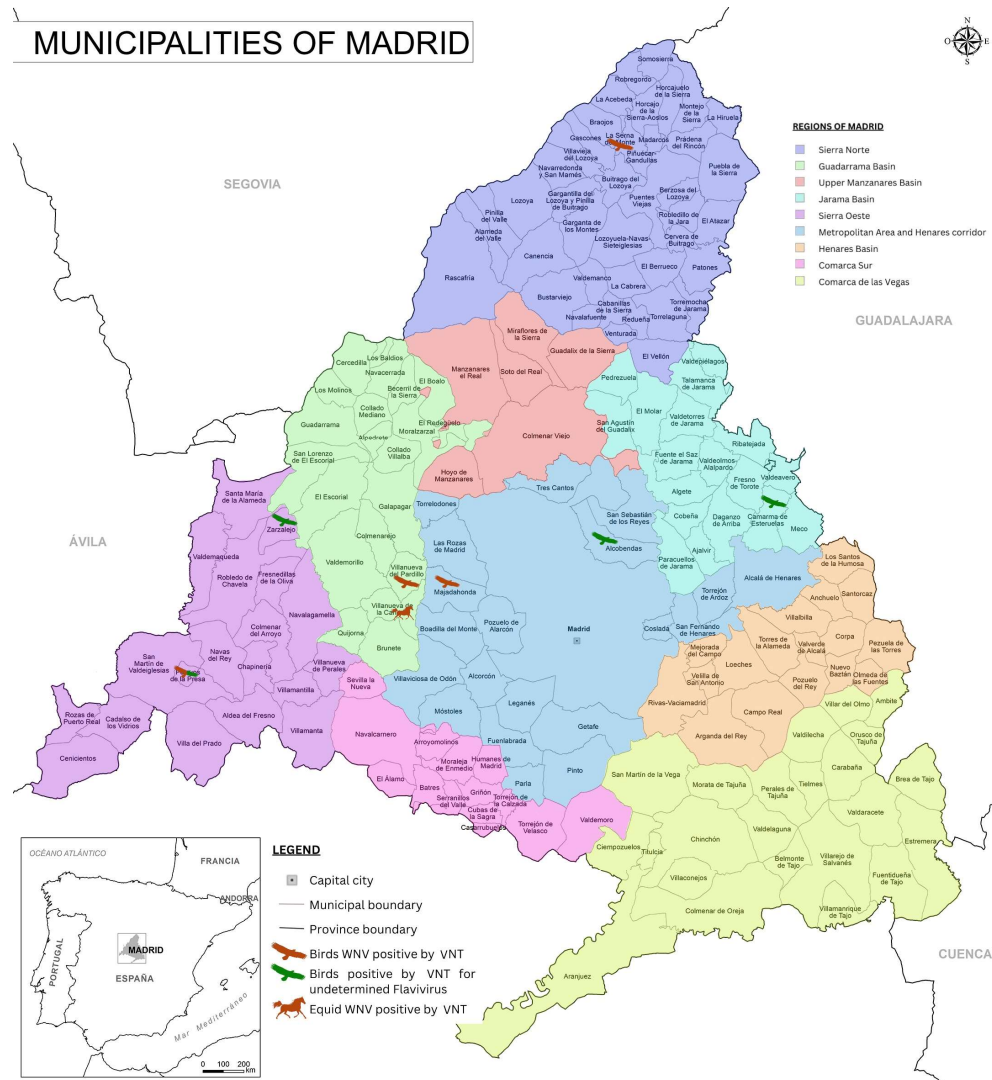 MUNICIPALITIES OF MADRID
N
O
E
S
REGIONS OF MADRID
Sierra Norte
Guadarrama Basin
Upper Manzanares Basin
Jarama Basin
Sierra Oeste
Metropolitan Area and Henares corridor
Henares Basin
Comarca Sur
Comarca de las Vegas
SEGOVIA
GUADALAJARA
ÁVILA
CUENCA
Somosierra
Robregordo
Horcajuelo
de la Sierra
La Acebeda
Horcajo
de la
Sierra-Aoslos
Montejo
de la
Sierra
La Hiruela
Braojos
Gascones
La Serna
Madarcos
Prádena
del Rincón
Villavieja
del Lozoya
Piñuécar-
Gandullas
Puebla de
la Sierra
Navarredonda
y San Mamés
Buitrago del
Lozoya
Gargantilla del
Lozoya y Pinilla
de Buitrago
Puentes
Viejas
Berzosa del
Lozoya
Lozoya
Pinilla
del Valle
Robledillo de
la Jara
El Atazar
Alameda
del Valle
Garganta de
los Montes
Lozoyuela-Navas-
Sieteiglesias
Cervera de
Buitrago
Canencia
Rascafría
El Berrueco
Patones
Valdemanco
La Cabrera
Bustarviejo
Cabanillas
de la Sierra
Torremocha
de Jarama
Navalafuente
Redueña
Torrelaguna
Venturada
El Vellón
Miraflores de
la Sierra
Guadalix de la Sierra
Manzanares
el Real
Soto del Real
Colmenar Viejo
Hoyo de
Manzanares
Cercedilla
Los Baldios
Navacerrada
El Boalo
Becerril de
la Sierra
Los Molinos
Collado
Mediano
Guadarrama
El Redegüelo
Moralzarzal
Alpedrete
Collado
Villalba
San Lorenzo
de El Escorial
El Escorial
Galapagar
Colmenarejo
Valdemorillo
Villanueva
del Pardillo
Villanueva de
Quijorna
Brunete
Valdepiélagos
Pedrezuela
Talamanca
de Jarama
El Molar
Valdetorres
de Jarama
San Agustín
del Guadalix
Ribatejada
Fuente el Saz
de Jarama
Valdeolmos-
Alalpardo
Valdeavero
Fresno
de Torote
Algete
Cobeña
Daganzo
de Arriba
Camarma de
Esteruelas
Meco
Ajalvir
Paracuellos
de Jarama
Santa María
de la Alameda
Zarzalejo
Valdemaqueda
Robledo de
Chavela
Fresnedillas
de la Oliva
Navalagamella
Colmenar
del Arroyo
San
Martín de
Valdeiglesias
Navas
del Rey
de la Presa
Chapinería
Villanueva
de Perales
Villamantilla
Rozas de
Puerto Real
Cadalso de
los Vidrios
Aldea del Fresno
Villa del Prado
Villamanta
Cenicientos
Tres Cantos
Torrelodones
San Sebastián
de los Reyes
Las Rozas
de Madrid
Alcobendas
Majadahonda
Boadilla del Monte
Pozuelo de
Alarcón
Madrid
Coslada
San Fernando
de Henares
Torrejón
de Ardoz
Alcalá de Henares
Villaviciosa de Odón
Alcorcón
Móstoles
Leganés
Getafe
Fuenlabrada
Parla
Pinto
Los Santos
de la Humosa
Anchuelo
Santorcaz
Villalbilla
Torres de
la Alameda
Corpa
Mejorada
del Campo
Valverde
de Alcalá
Pezuela de
las Torres
Loeches
Velilla de
San Antonio
Nuevo
Baztán
Olmeda de
las Fuentes
Pozuelo
del Rey
Rivas-Vaciamadrid
Campo Real
Arganda del Rey
Sevilla la
Nueva
Navalcarnero
Arroyomolinos
Moraleja
de Enmedio
Humanes de
Madrid
El Álamo
Batres
Griñón
Serranillos
del Valle
Torrejón de
la Calzada
Cubas de
la Sagra
Casarrubuelos
Torrejón de
Velasco
Valdemoro
Villar del Olmo
Ambite
Valdilecha
Orusco de
Tajuña
San Martín de la Vega
Carabaña
Morata de Tajuña
Tielmes
Perales de
Tajuña
Brea de Tajo
Valdaracete
Valdelaguna
Chinchón
Estremera
Ciempozuelos
Titulcia
Belmonte
de Tajo
Villarejo de
Salvanés
Villaconejos
Fuentidueña
de Tajo
Colmenar de Oreja
Villamanrique
de Tajo
Aranjuez
OCÉANO ATLÁNTICO
FRANCIA
ANDORRA
PORTUGAL
MADRID
ESPAÑA
Mar Mediterráneo
0 100 200
km
LEGEND
Capital city
Municipal boundary
Province boundary
Birds WNV positive by VNT
Birds positive by VNT for
undetermined Flavivirus
Equid WNV positive by VNT